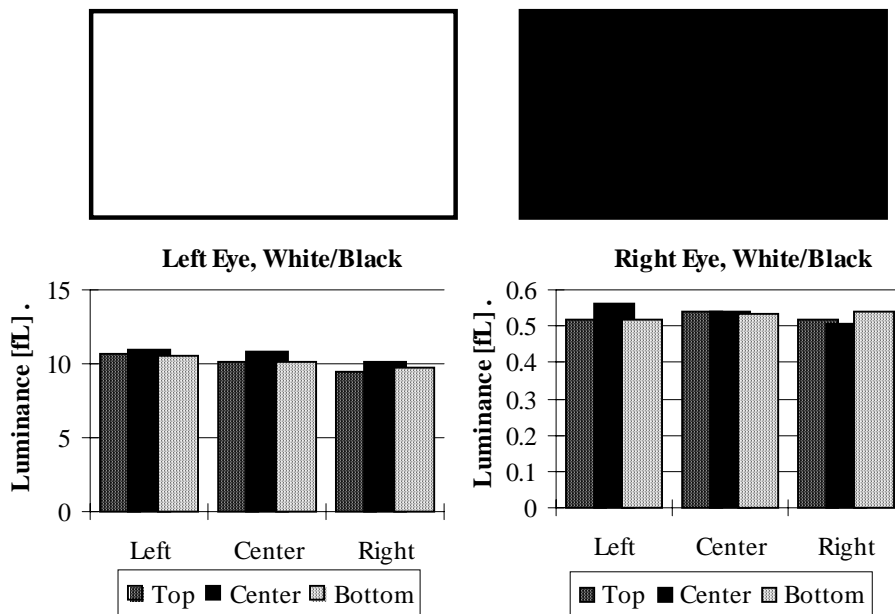 Left Eye, White/Black
Luminance [fL] .
15
10
5
0
Left Center Right
Top Center Bottom
Right Eye, White/Black
Luminance [fL] .
0.6
0.5
0.4
0.3
0.2
0.1
0
Left Center Right
Top Center Bottom